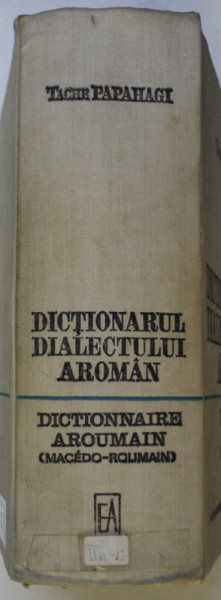 TACHE PAPAHAGI
DICȚIONARUL
DIALECTULUI
AROMÂN
DICTIONNAIRE
AROUMAIN
(MACÉDO-ROUMAIN)
EA